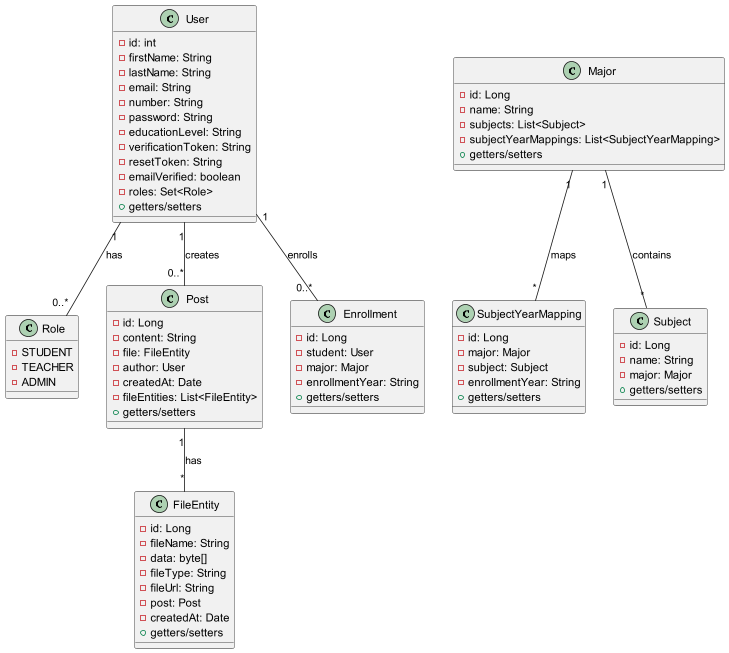 C User
id: int
firstName: String
lastName: String
email: String
number: String
password: String
educationLevel: String
verificationToken: String
resetToken: String
emailVerified: boolean
roles: Set<Role>
getters/setters
C Major
id: Long
name: String
subjects: List<Subject>
subjectYearMappings: List<SubjectYearMapping>
getters/setters
1
has
0..*
1
creates
0..*
1
enrolls
0..*
1
maps
*
1
contains
*
C Role
STUDENT
TEACHER
ADMIN
C Post
id: Long
content: String
file: FileEntity
author: User
createdAt: Date
fileEntities: List<FileEntity>
getters/setters
C Enrollment
id: Long
student: User
major: Major
enrollmentYear: String
getters/setters
C SubjectYearMapping
id: Long
major: Major
subject: Subject
enrollmentYear: String
getters/setters
C Subject
id: Long
name: String
major: Major
getters/setters
1
has
*
C FileEntity
id: Long
fileName: String
data: byte[]
fileType: String
fileUrl: String
post: Post
createdAt: Date
getters/setters